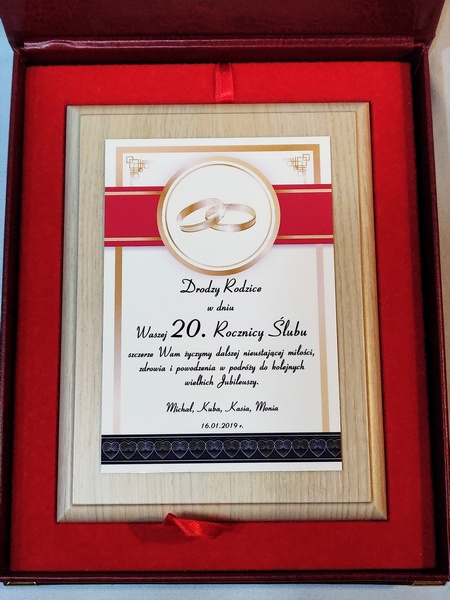 Drodzy Rodzice
w dniu
Waszej 20. Rocznicy Ślubu
szczerze Wam życzymy dalszej nieustającej miłości,
zdrowia i powodzenia w podróży do kolejnych
wielkich Jubileuszy.
Michał, Kuba, Kasia, Monia
16.01.2019 r.